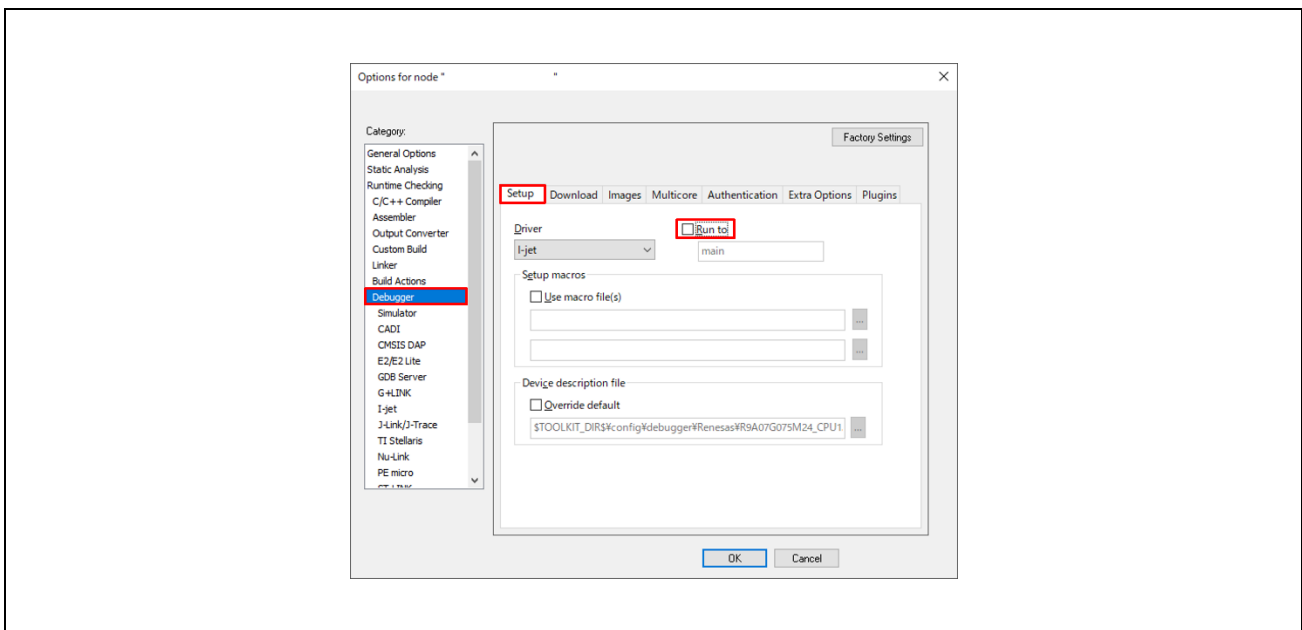 Options for node "                    "
Category:
General Options
Static Analysis
Runtime Checking
C/C++ Compiler
Assembler
Output Converter
Custom Build
Linker
Build Actions
Debugger
Simulator
CADI
CMSIS DAP
E2/E2 Lite
GDB Server
G+LINK
I-jet
J-Link/J-Trace
TI Stellaris
Nu-Link
PE micro
Factory Settings
Setup Download Images Multicore Authentication Extra Options Plugins
Driver
Run to
I-jet
main
Setup macros
Use macro file(s)
...
...
Device description file
Override default
$TOOLKIT_DIR$¥config¥debugger¥Renesas¥R9A07G075M24_CPU1.
...
OK
Cancel